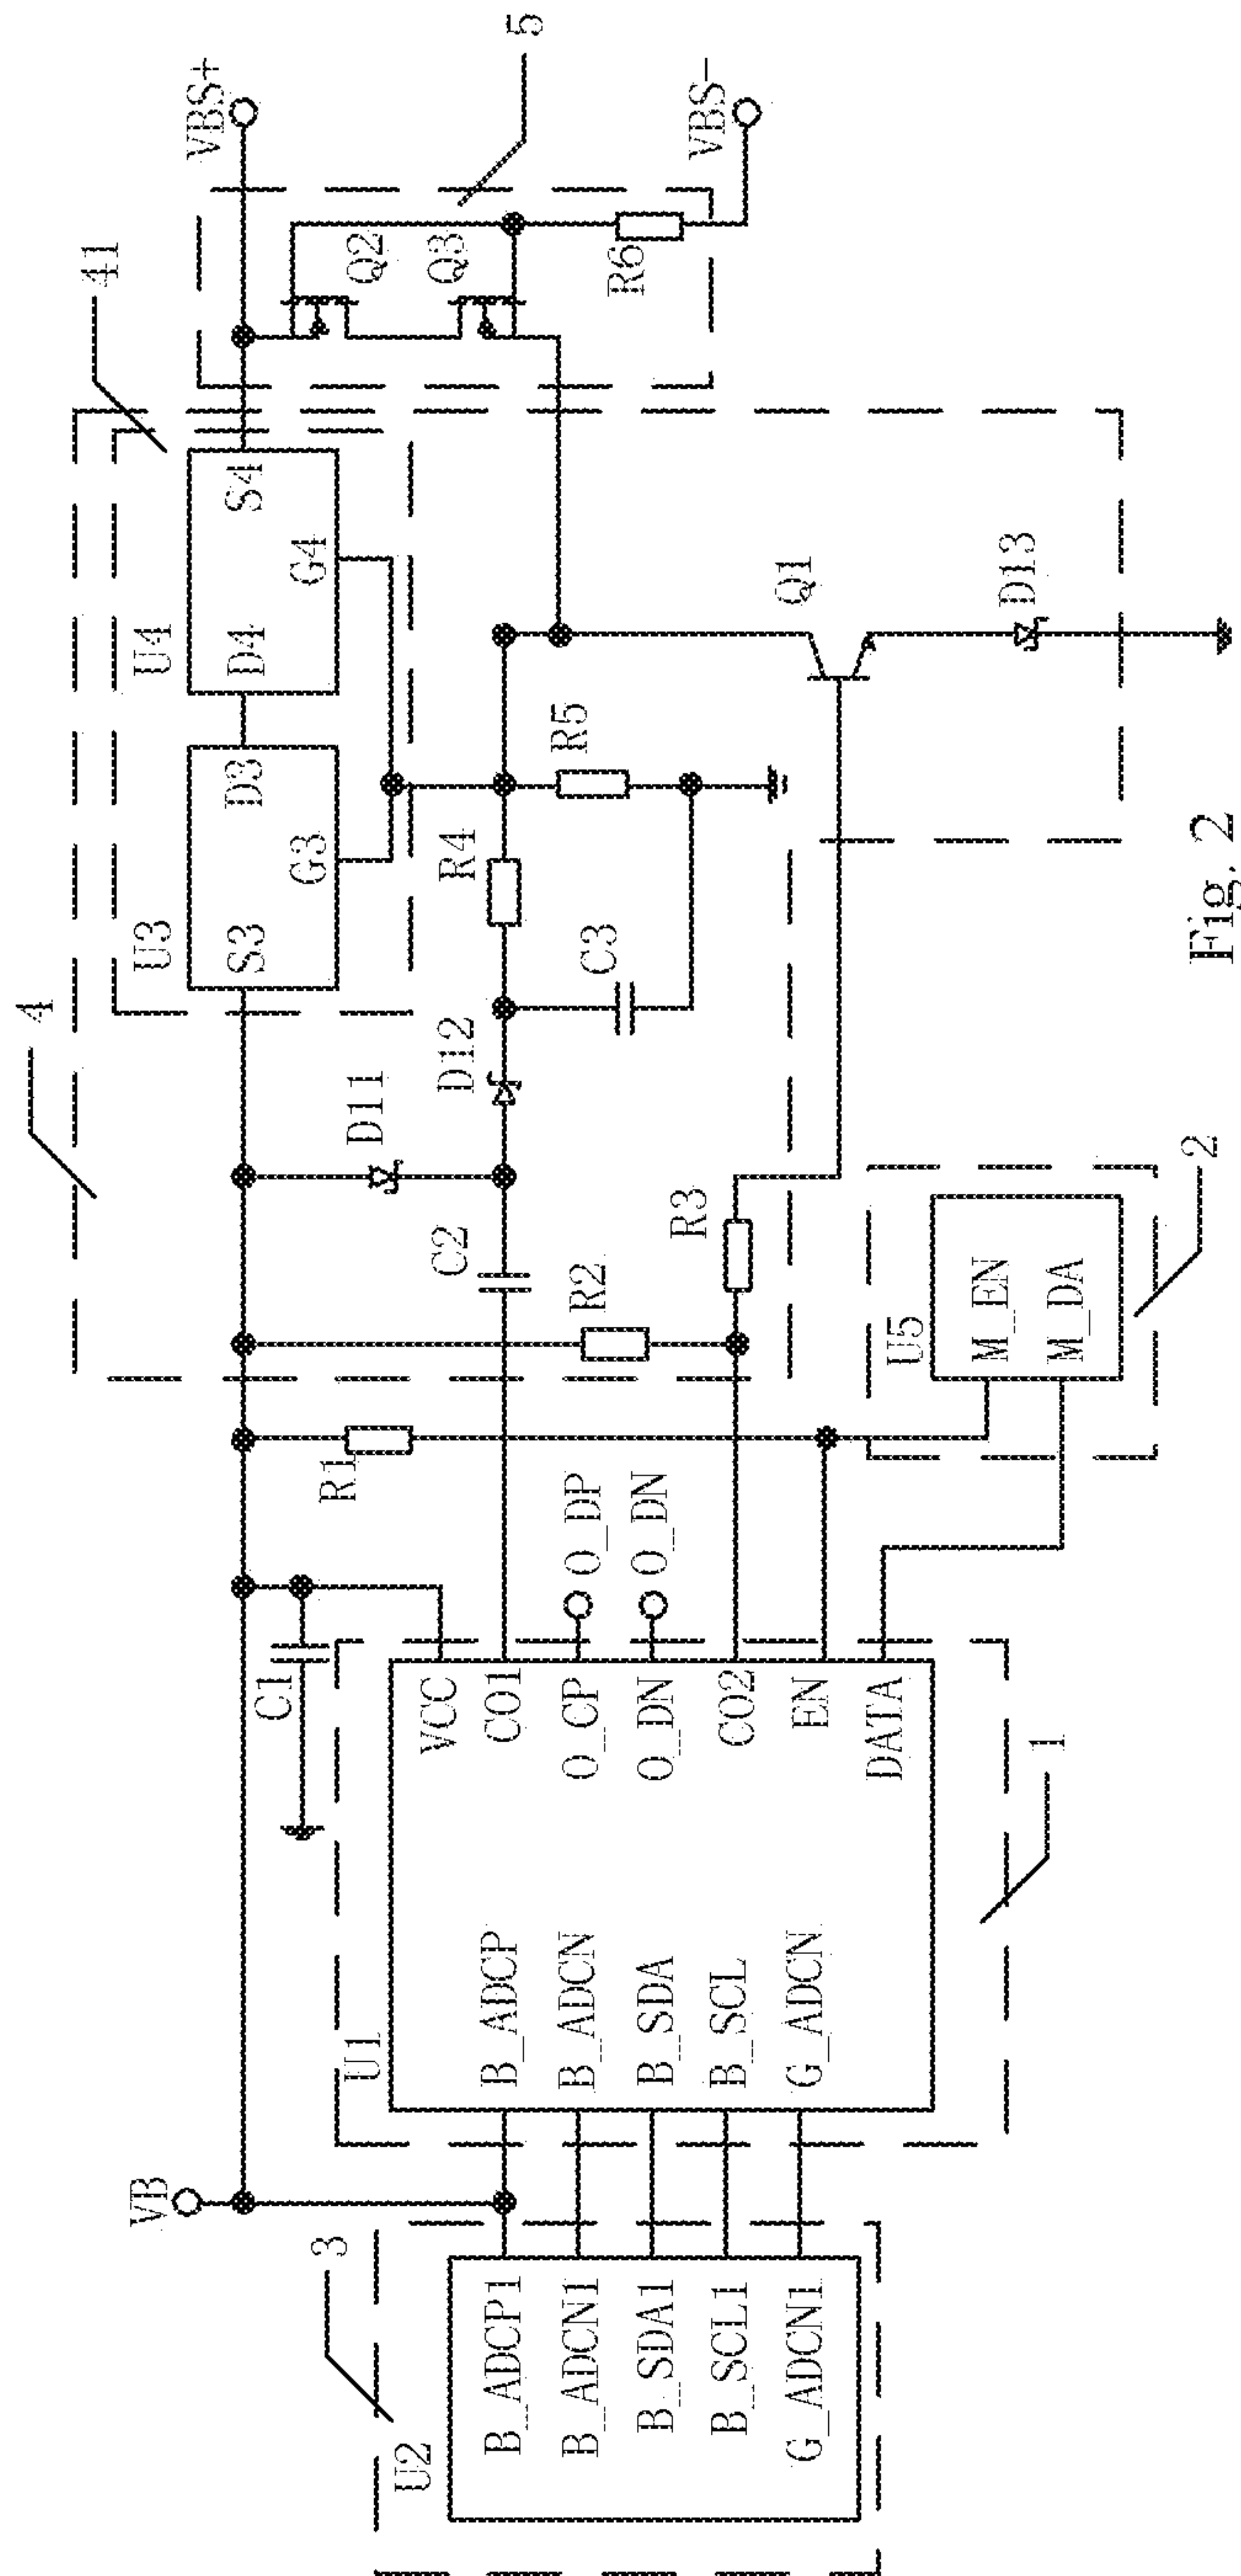 VB
3
U2
B_ADCP1
B_ADCN1
B_SDA1
B_SCL1
G_ADCN1
U1
B_ADCP
B_ADCN
B_SDA
B_SCL
G_ADCN
VCC
CO1
O_CP
O_DN
CO2
EN
DATA
1
C1
O_DP
O_DN
R1
R2
C2
R3
U5
M_EN
M_DA
2
4
D11
D12
C3
R4
R5
U3
S3
D3
G3
U4
D4
S4
G4
41
Q1
D13
Q2
Q3
R6
5
VBS+
VBS-
Fig. 2